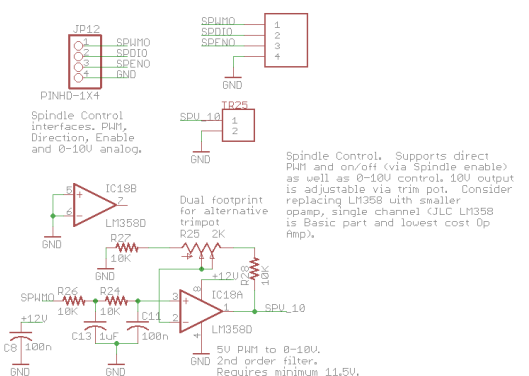 JP12
1 SPWMO
2 SPDIO
3 SPENO
4 GND
PINHD-1X4
SPWMO 1
SPDIO 2
SPENO 3
4
GND
Spindle Control
interfaces. PWM,
Direction, Enable
and 0-10V analog.
TR25
SPV_10 1
2
GND
5 IC18B
6 7
LM358D
GND
Spindle Control.  Supports direct
PWM and on/off (via Spindle enable)
as well as 0-10V control. 10V output
is adjustable via trim pot.  Consider
replacing LM358 with smaller
opamp, single channel (JLC LM358
is Basic part and lowest cost Op
Amp).
Dual footprint
for alternative
trimpot
R25 2K
R27
10K
GND
R28
10K
+12V
SPWMO R26 R24 C11
10K 10K
3 8 IC18A
2 1 SPV_10
4 LM358D
+12V
C8 100n
C13 1uF 100n
GND
GND
GND
5V PWM to 0-10V.
2nd order filter.
Requires minimum 11.5V.